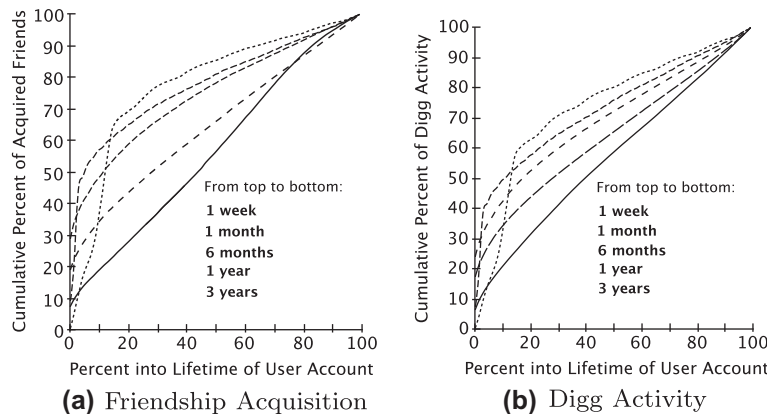 Cumulative Percent of Acquired Friends
100
90
80
70
60
50
40
30
20
10
0
From top to bottom:
1 week
1 month
6 months
1 year
3 years
0 20 40 60 80 100
Percent into Lifetime of User Account
(a) Friendship Acquisition
Cumulative Percent of Digg Activity
100
90
80
70
60
50
40
30
20
10
0
From top to bottom:
1 week
1 month
6 months
1 year
3 years
0 20 40 60 80 100
Percent into Lifetime of User Account
(b) Digg Activity